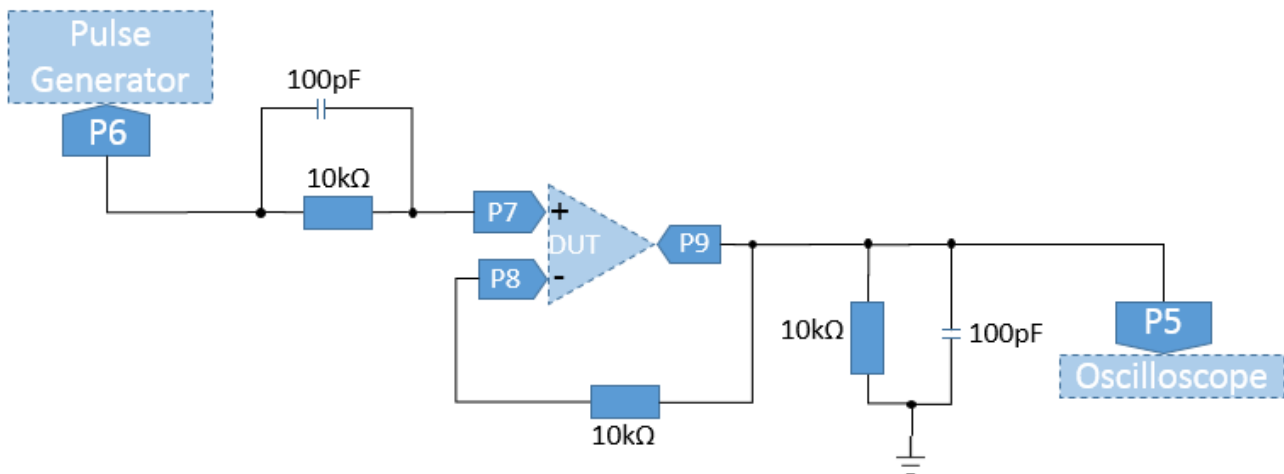 Pulse
Generator
P6
100pF
10kΩ
P7
+
DUT
P9
P8
-
10kΩ
100pF
P5
Oscilloscope
10kΩ